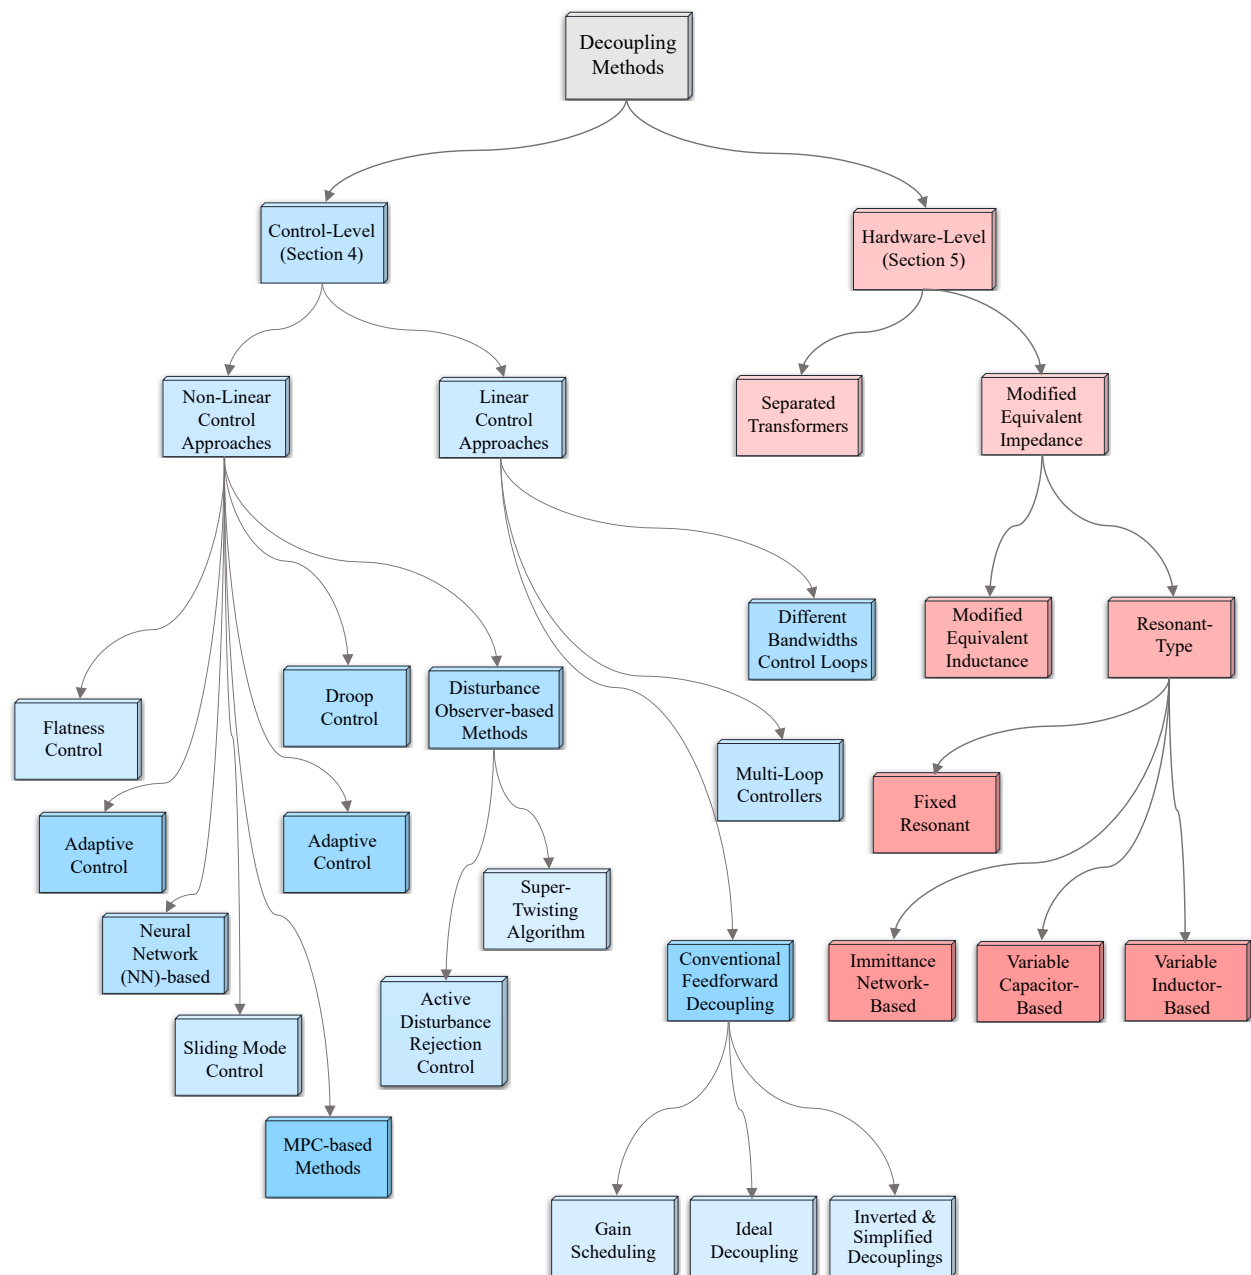 Decoupling
Methods
Control-Level
(Section 4)
Hardware-Level
(Section 5)
Non-Linear
Control
Approaches
Linear
Control
Approaches
Separated
Transformers
Modified
Equivalent
Impedance
Different
Bandwidths
Control Loops
Modified
Equivalent
Inductance
Resonant-
Type
Flatness
Control
Droop
Control
Disturbance
Observer-based
Methods
Multi-Loop
Controllers
Fixed
Resonant
Adaptive
Control
Adaptive
Control
Super-
Twisting
Algorithm
Neural
Network
(NN)-based
Conventional
Feedforward
Decoupling
Immittance
Network-
Based
Variable
Capacitor-
Based
Variable
Inductor-
Based
Active
Disturbance
Rejection
Control
Sliding Mode
Control
MPC-based
Methods
Gain
Scheduling
Ideal
Decoupling
Inverted &
Simplified
Decouplings